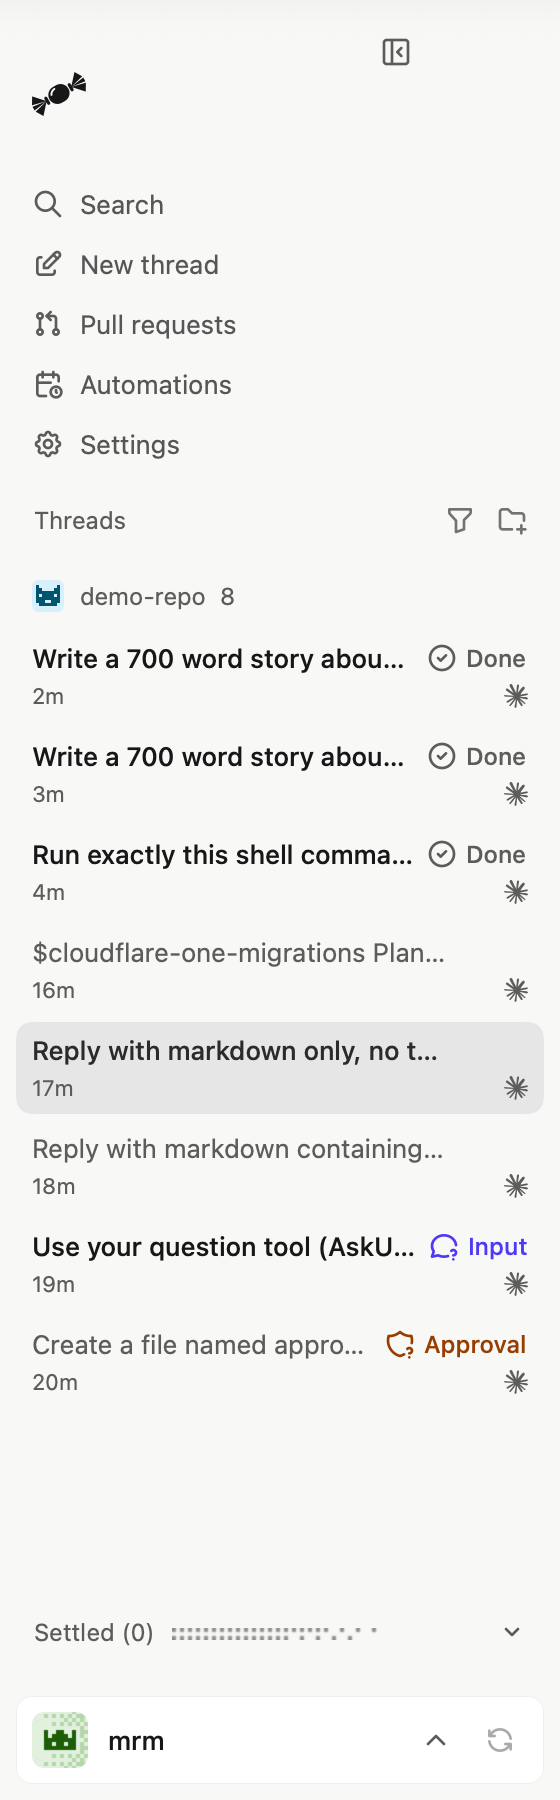 Search
New thread
Pull requests
Automations
Settings
Threads
demo-repo 8
Write a 700 word story abou... Done
2m
Write a 700 word story abou... Done
3m
Run exactly this shell comma... Done
4m
$cloudflare-one-migrations Plan...
16m
Reply with markdown only, no t...
17m
Reply with markdown containing...
18m
Use your question tool (AskU... Input
19m
Create a file named appro... Approval
20m
Settled (0)
mrm